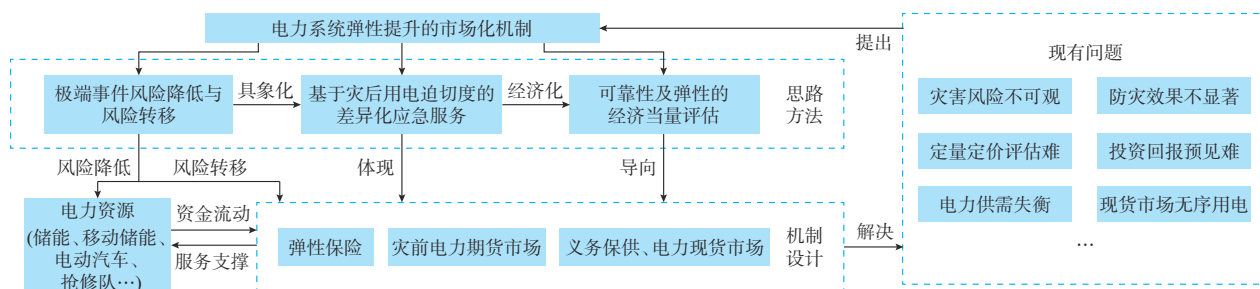 电力系统弹性提升的市场化机制
提出
现有问题
极端事件风险降低与
风险转移
具象化
基于灾后用电迫切度的
差异化应急服务
经济化
可靠性及弹性的
经济当量评估
思路
方法
灾害风险不可观
防灾效果不显著
定量定价评估难
投资回报预见难
电力供需失衡
现货市场无序用电
…
风险降低
风险转移
体现
导向
电力资源
(储能、移动储能、
电动汽车、
抢修队…)
资金流动
服务支撑
弹性保险
灾前电力期货市场
义务保供、电力现货市场
机制
设计
解决